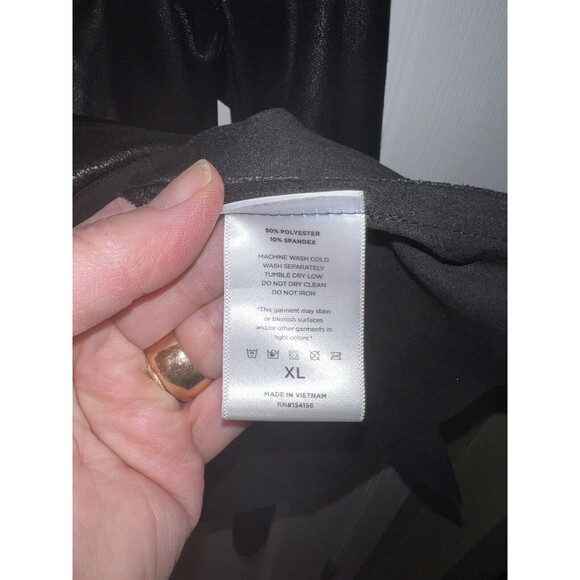 90% POLYESTER
10% SPANDEX
MACHINE WASH COLD
WASH SEPARATELY
TUMBLE DRY LOW
DO NOT DRY CLEAN
DO NOT IRON
*This garment may stain
or blemish surfaces
and/or other garments in
light colors.*
XL
MADE IN VIETNAM
RN#154156